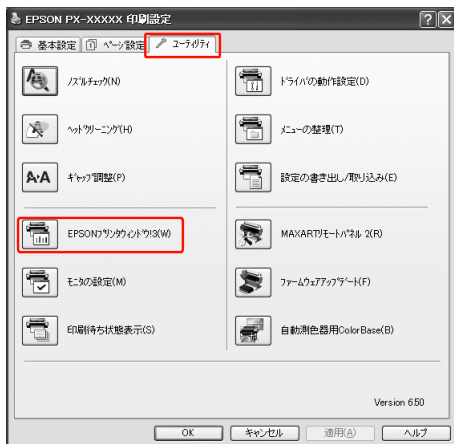 EPSON PX-XXXXX 印刷設定
基本設定 ページ設定 ユーティリティ
ノズルチェック(N)
ヘッドクリーニング(H)
ギャップ調整(P)
EPSONプリンタウィンドウ!3(W)
モニタの設定(M)
印刷待ち状態表示(S)
ドライバの動作設定(D)
メニューの整理(T)
設定の書き出し/取り込み(E)
MAXARTリモートパネル 2(R)
ファームウェアアップデート(F)
自動測色器用ColorBase(B)
Version 6.50
OK キャンセル 適用(A) ヘルプ